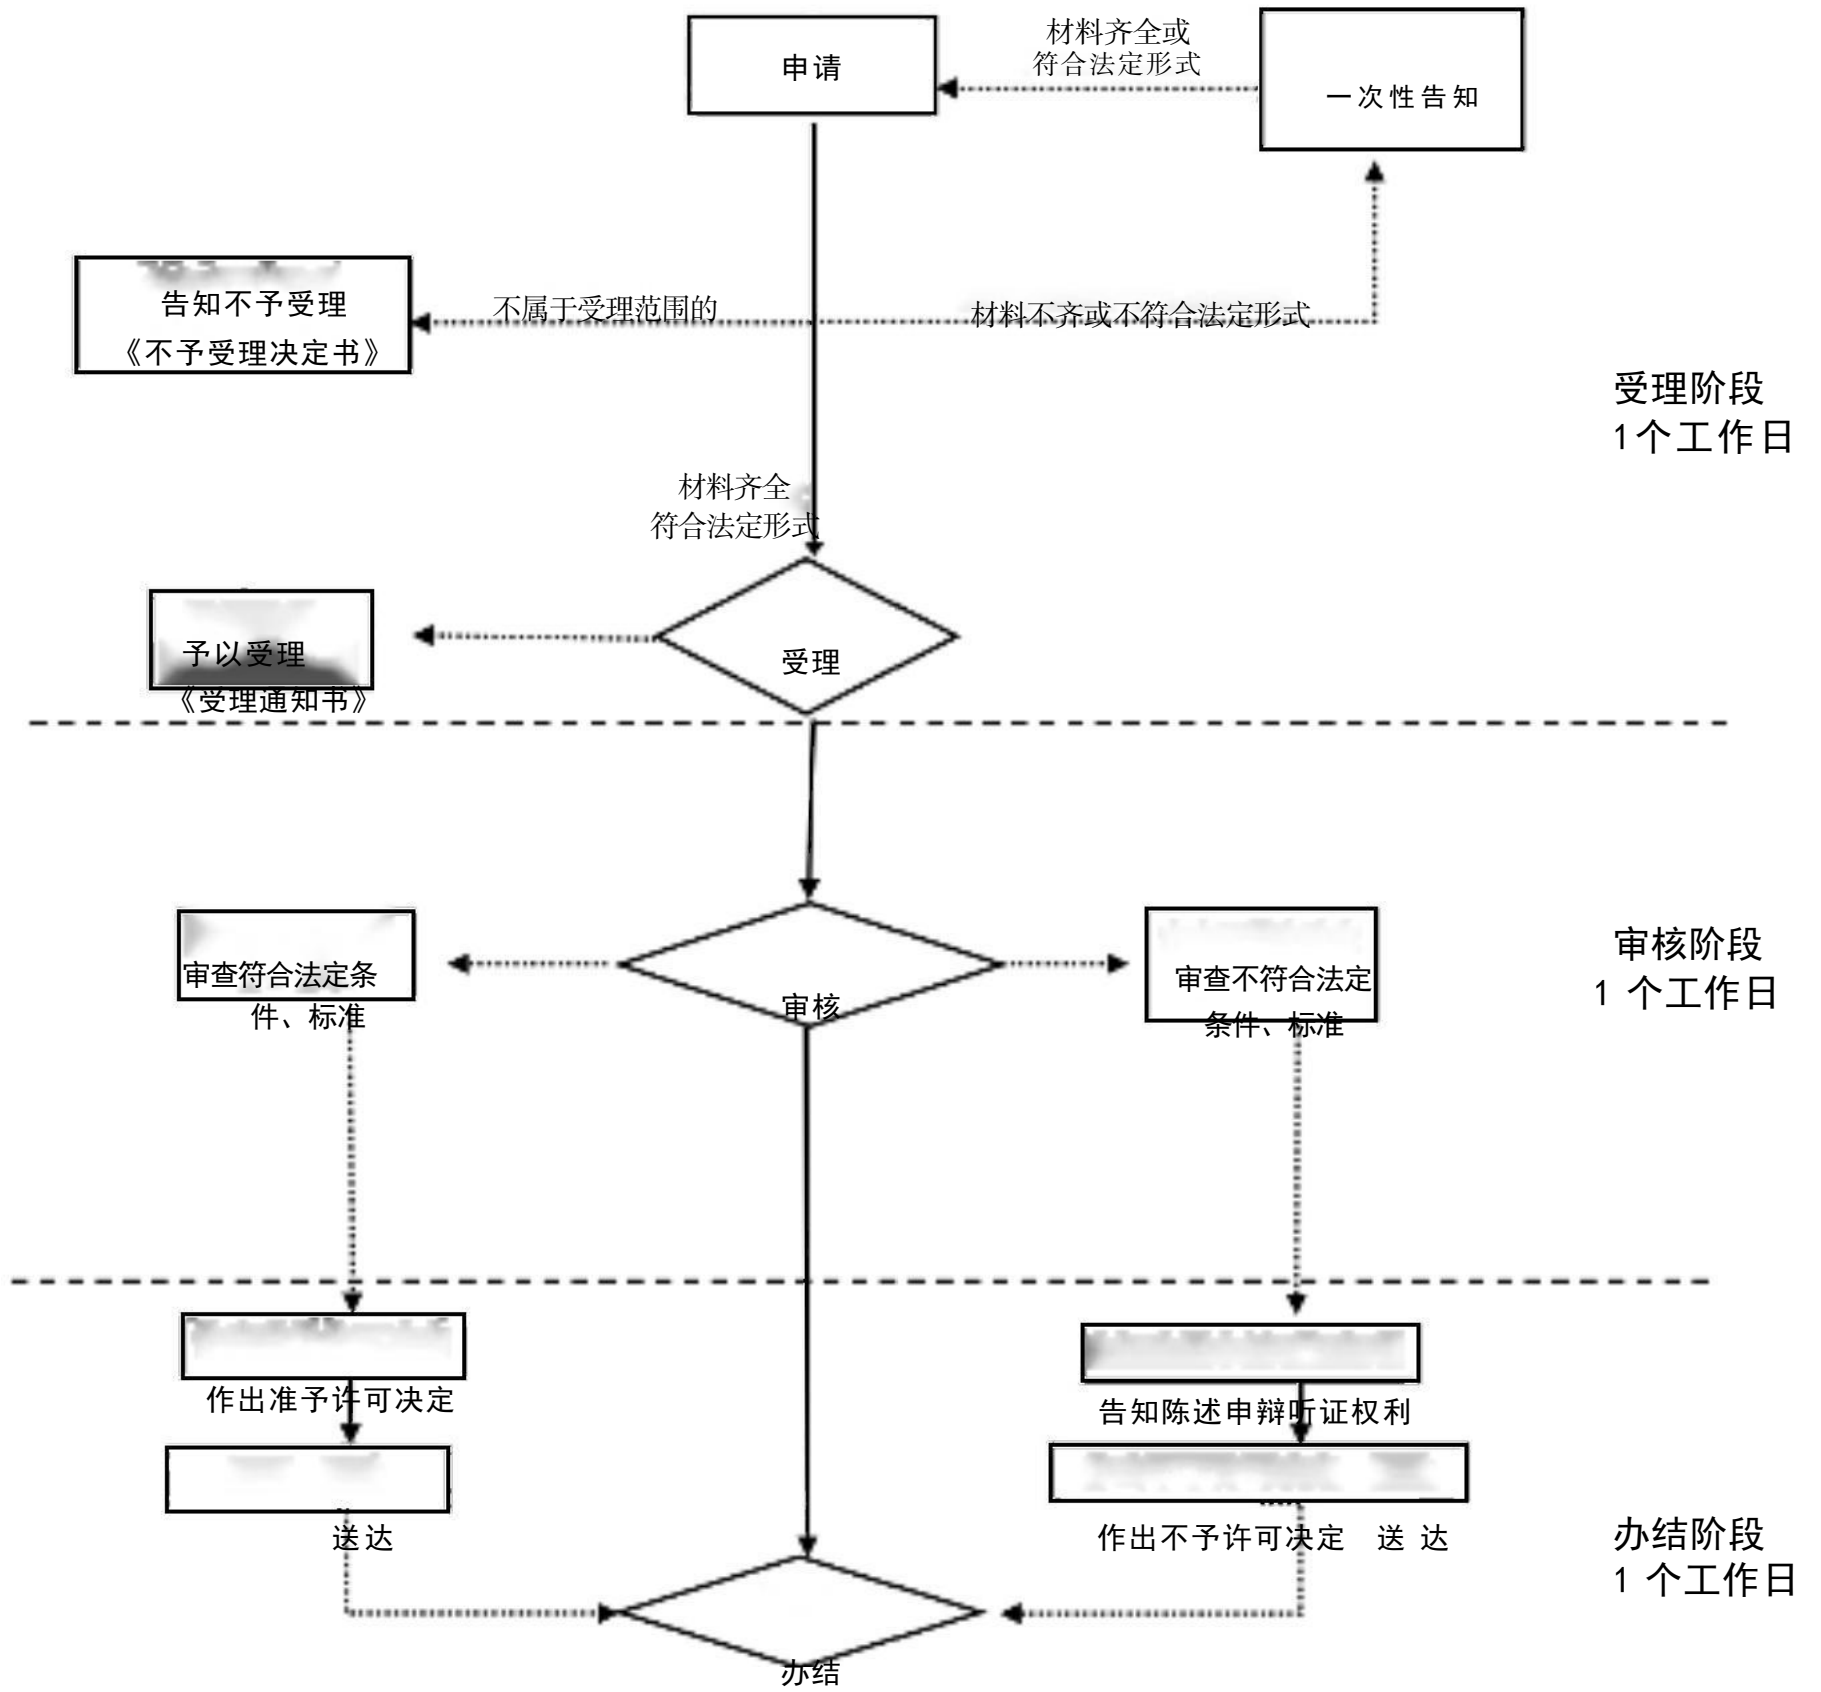 材料齐全或
符合法定形式
申请
一次性告知
告知不予受理
《不予受理决定书》
不属于受理范围的
材料不齐或不符合法定形式
受理阶段
1个工作日
材料齐全
符合法定形式
予以受理
《受理通知书》
受理
审查符合法定条
件、标准
审核
审查不符合法定
条件、标准
审核阶段
1 个工作日
作出准予许可决定
告知陈述申辩听证权利
送达
作出不予许可决定 送 达
办结阶段
1 个工作日
办结